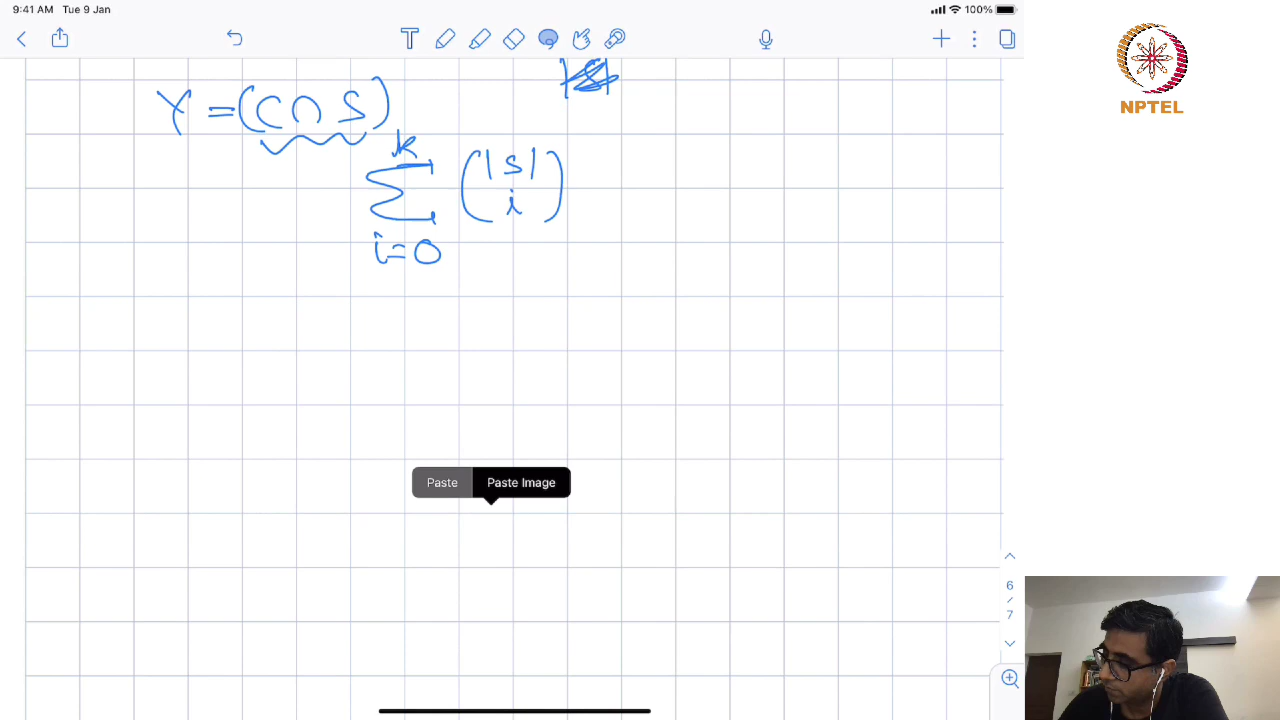 9:41 AM Tue 9 Jan 100%
T
NPTEL
Y = (C ∩ S)
k
∑ (|S| i)
i=0
Paste Paste Image
6
7